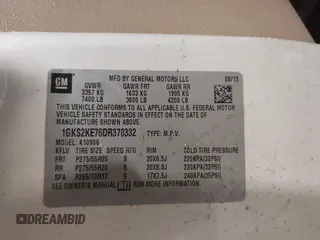 GM
MFD BY GENERAL MOTORS LLC
06/13
GVWR GAWR FRT GAWR RR
3357 KG 1633 KG 1905 KG
7400 LB 3600 LB 4200 LB
THIS VEHICLE CONFORMS TO ALL APPLICABLE U.S. FEDERAL MOTOR
VEHICLE SAFETY STANDARDS IN EFFECT ON THE DATE OF
MANUFACTURE SHOWN ABOVE.
1GKS2KE76DR370332 TYPE: M.P.V.
MODEL: K10906
KFLV TIRE SIZE SPEED RTG RIM COLD TIRE PRESSURE
FRT P275/55R20 S 20X8.5J 220KPA(32PSI)
RR P275/55R20 S 20X8.5J 220KPA(32PSI)
SPA P265/70R17 S 17X7.5J 240KPA(35PSI)
SEE OWNER'S MANUAL
DREAMBID